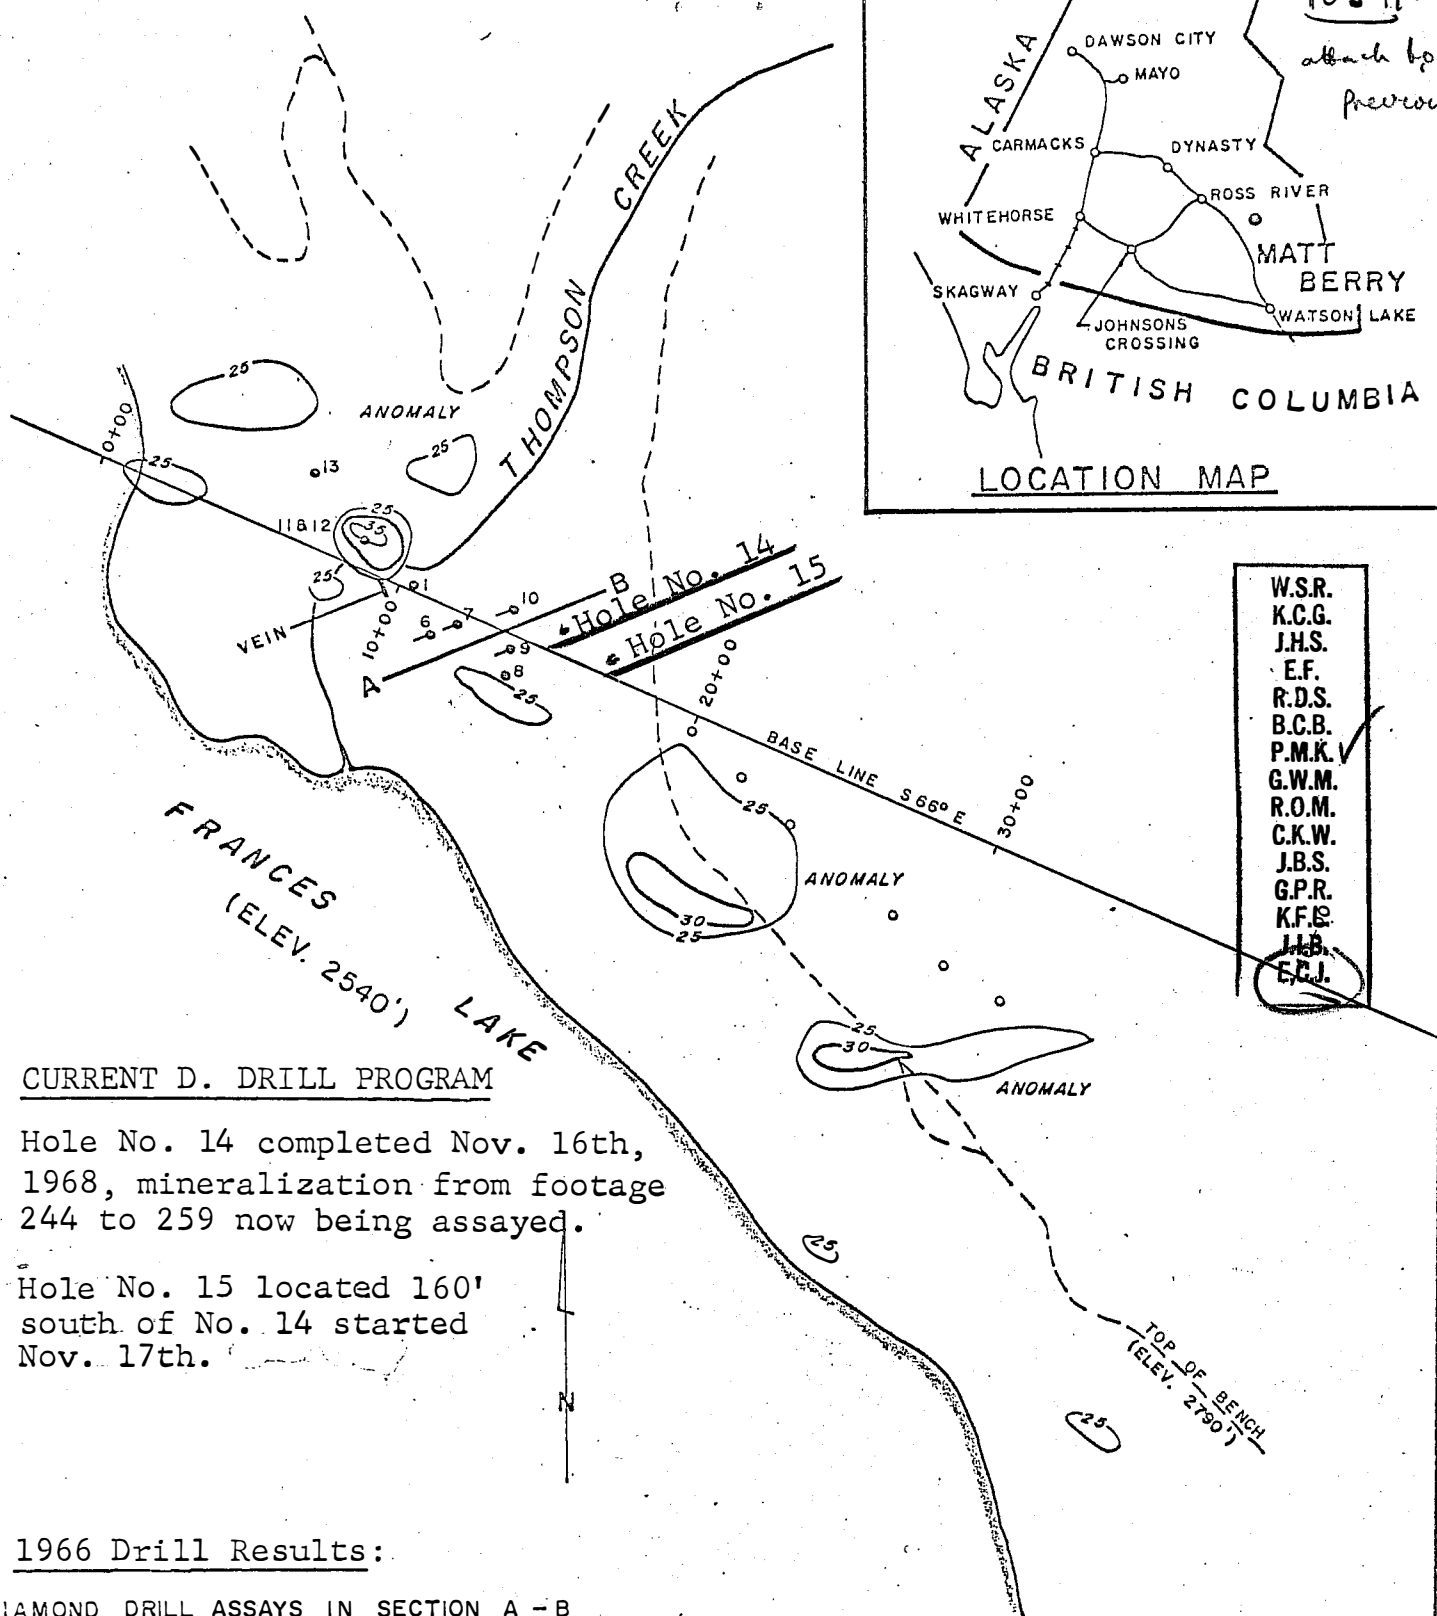 DAWSON CITY
MAYO
ALASKA
CARMACKS
DYNASTY
ROSS RIVER
WHITEHORSE
MATT
BERRY
SKAGWAY
WATSON LAKE
JOHNSONS
CROSSING
BRITISH COLUMBIA
LOCATION MAP
attach to
THOMPSON CREEK
25
ANOMALY
0+00
25
13
25
11&12
25
35
25
1
VEIN
10+00
6
7
10
9
8
25
A
B
Hole No. 14
Hole No. 15
20+00
BASE LINE S 66° E
30+00
25
30
25
ANOMALY
25
30
ANOMALY
25
25
TOP OF BENCH
(ELEV. 2790')
FRANCES LAKE
(ELEV. 2540')
W.S.R.
K.C.G.
J.H.S.
E.F.
R.D.S.
B.C.B.
P.M.K.
G.W.M.
R.O.M.
C.K.W.
J.B.S.
G.P.R.
J.I.B.
E.C.J.
CURRENT D. DRILL PROGRAM
Hole No. 14 completed Nov. 16th,
1968, mineralization from footage
244 to 259 now being assayed.
Hole No. 15 located 160'
south of No. 14 started
Nov. 17th.
N
1966 Drill Results:
DRILL ASSAYS IN SECTION A - B